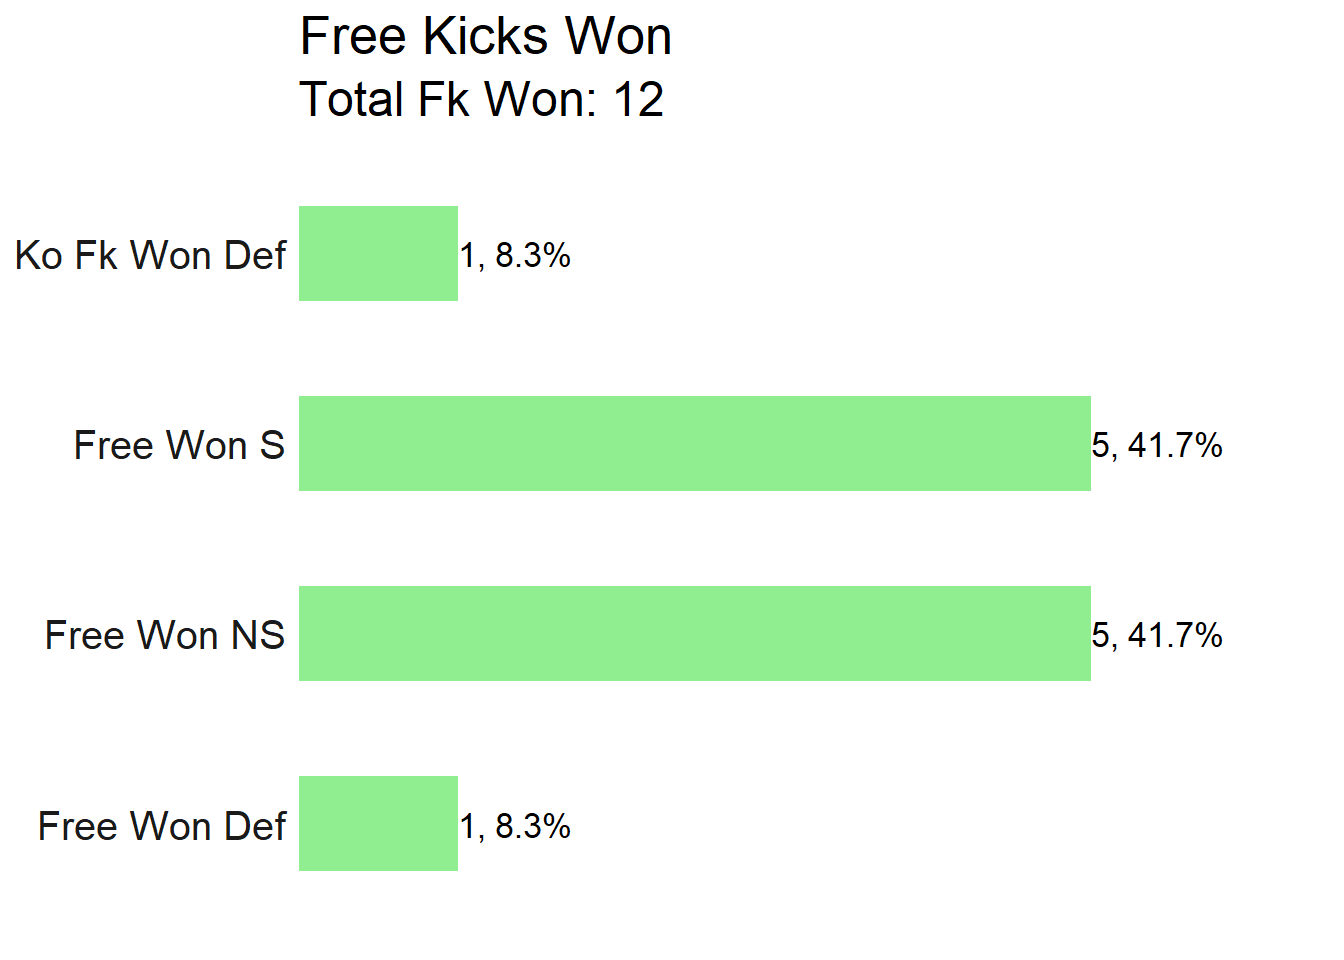 Free Kicks Won
Total Fk Won: 12
Ko Fk Won Def
1, 8.3%
Free Won S
5, 41.7%
Free Won NS
5, 41.7%
Free Won Def
1, 8.3%